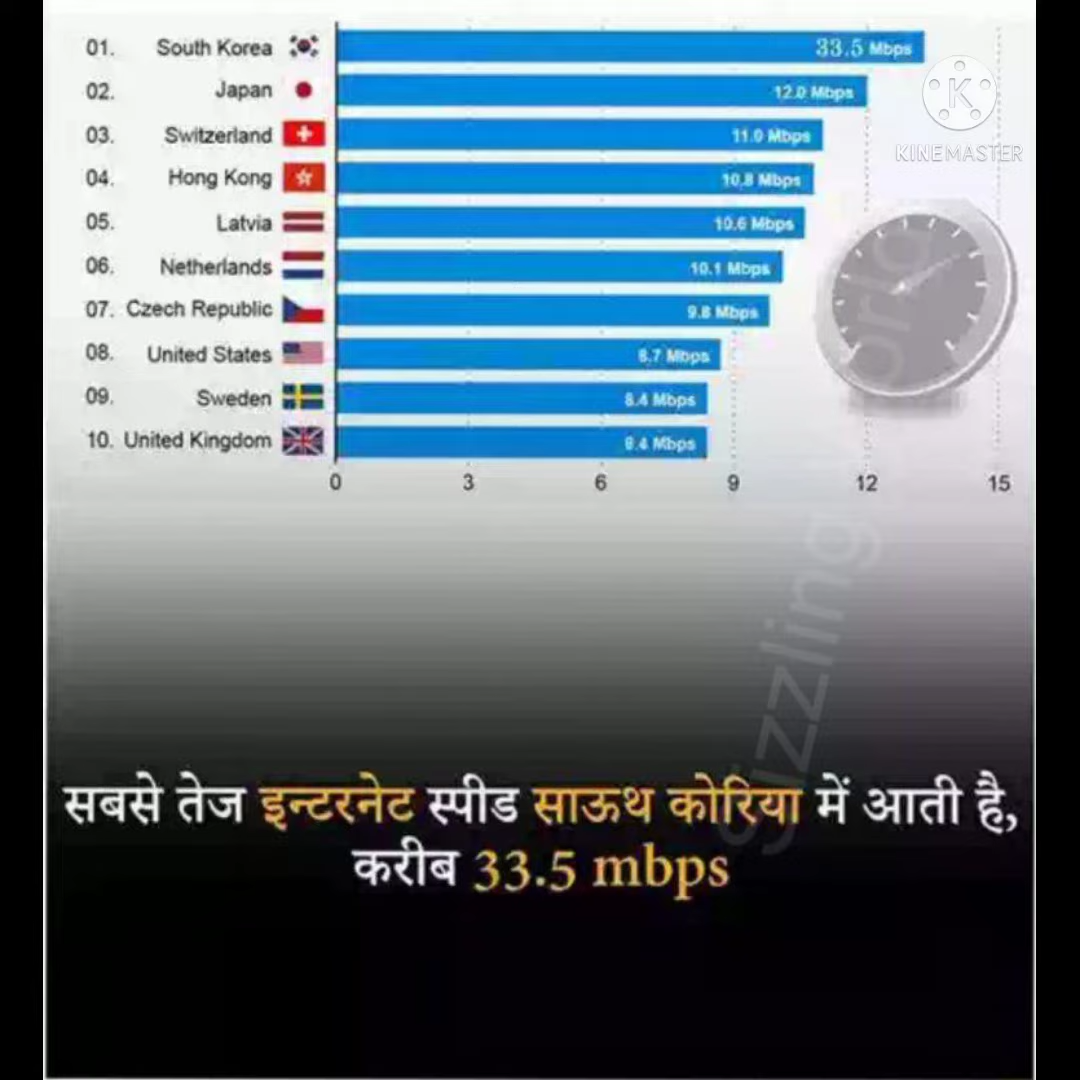 01. South Korea 33.5 Mbps
02. Japan 12.0 Mbps
03. Switzerland 11.0 Mbps
04. Hong Kong 10.8 Mbps
05. Latvia 10.6 Mbps
06. Netherlands 10.1 Mbps
07. Czech Republic 9.8 Mbps
08. United States 8.7 Mbps
09. Sweden 8.4 Mbps
10. United Kingdom 8.4 Mbps
0 3 6 9 12 15
K
KINEMASTER
सबसे तेज इन्टरनेट स्पीड साऊथ कोरिया में आती है,
करीब 33.5 mbps